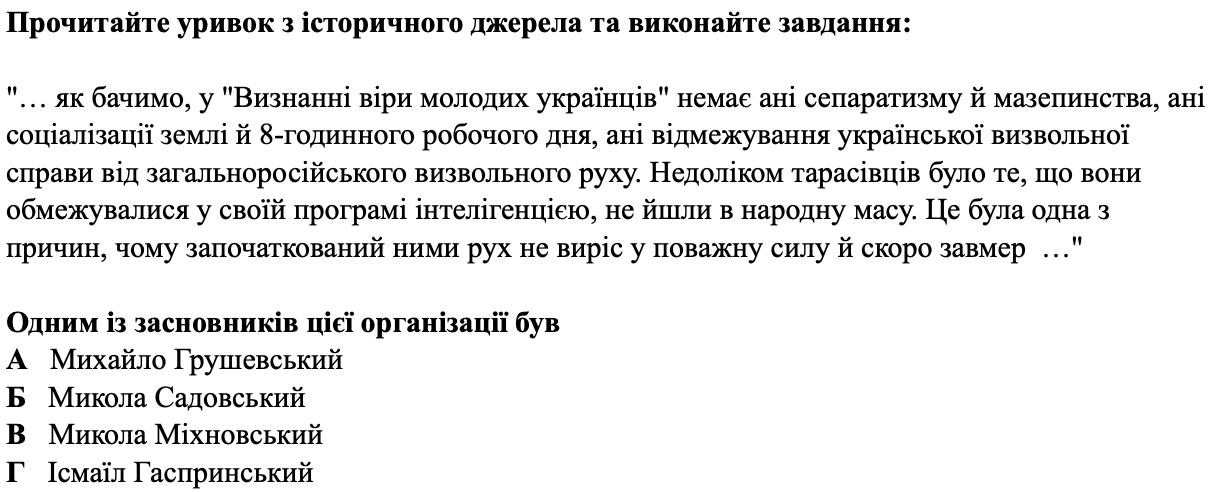 Прочитайте уривок з історичного джерела та виконайте завдання:
"… як бачимо, у "Визнанні віри молодих українців" немає ані сепаратизму й мазепинства, ані
соціалізації землі й 8-годинного робочого дня, ані відмежування української визвольної
справи від загальноросійського визвольного руху. Недоліком тарасівців було те, що вони
обмежувалися у своїй програмі інтелігенцією, не йшли в народну масу. Це була одна з
причин, чому започаткований ними рух не виріс у поважну силу й скоро завмер …"
Одним із засновників цієї організації був
А Михайло Грушевський
Б Микола Садовський
В Микола Міхновський
Г Ісмаїл Гаспринський